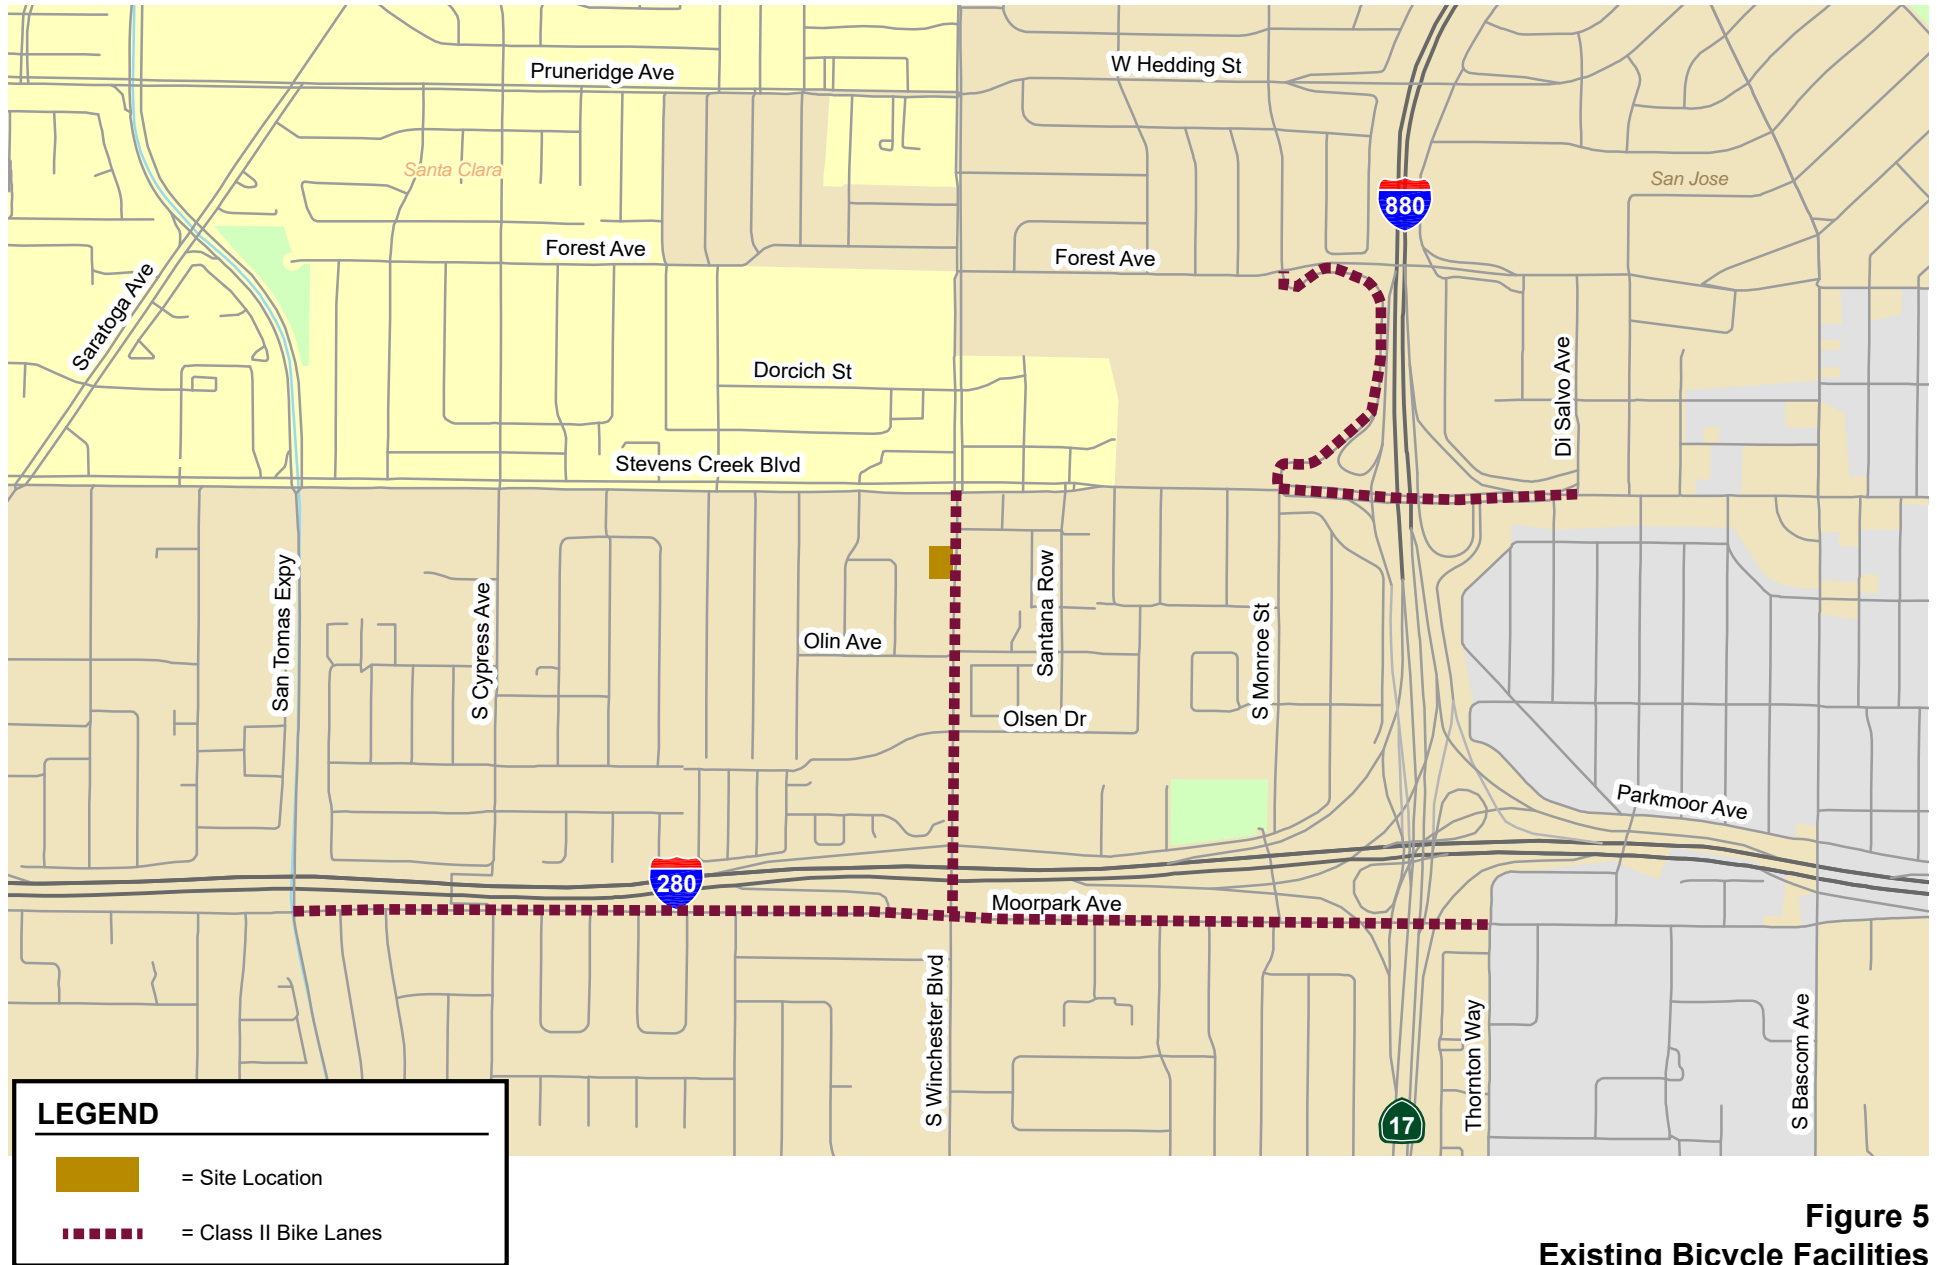 Pruneridge Ave
W Hedding St
Santa Clara
San Jose
880
Forest Ave
Forest Ave
Saratoga Ave
Dorcich St
Di Salvo Ave
Stevens Creek Blvd
San Tomas Expy
S Cypress Ave
Olin Ave
Santana Row
S Monroe St
Olsen Dr
Parkmoor Ave
280
Moorpark Ave
S Winchester Blvd
Thornton Way
S Bascom Ave
17
LEGEND
= Site Location
= Class II Bike Lanes
Figure 5
Existing Bicycle Facilities